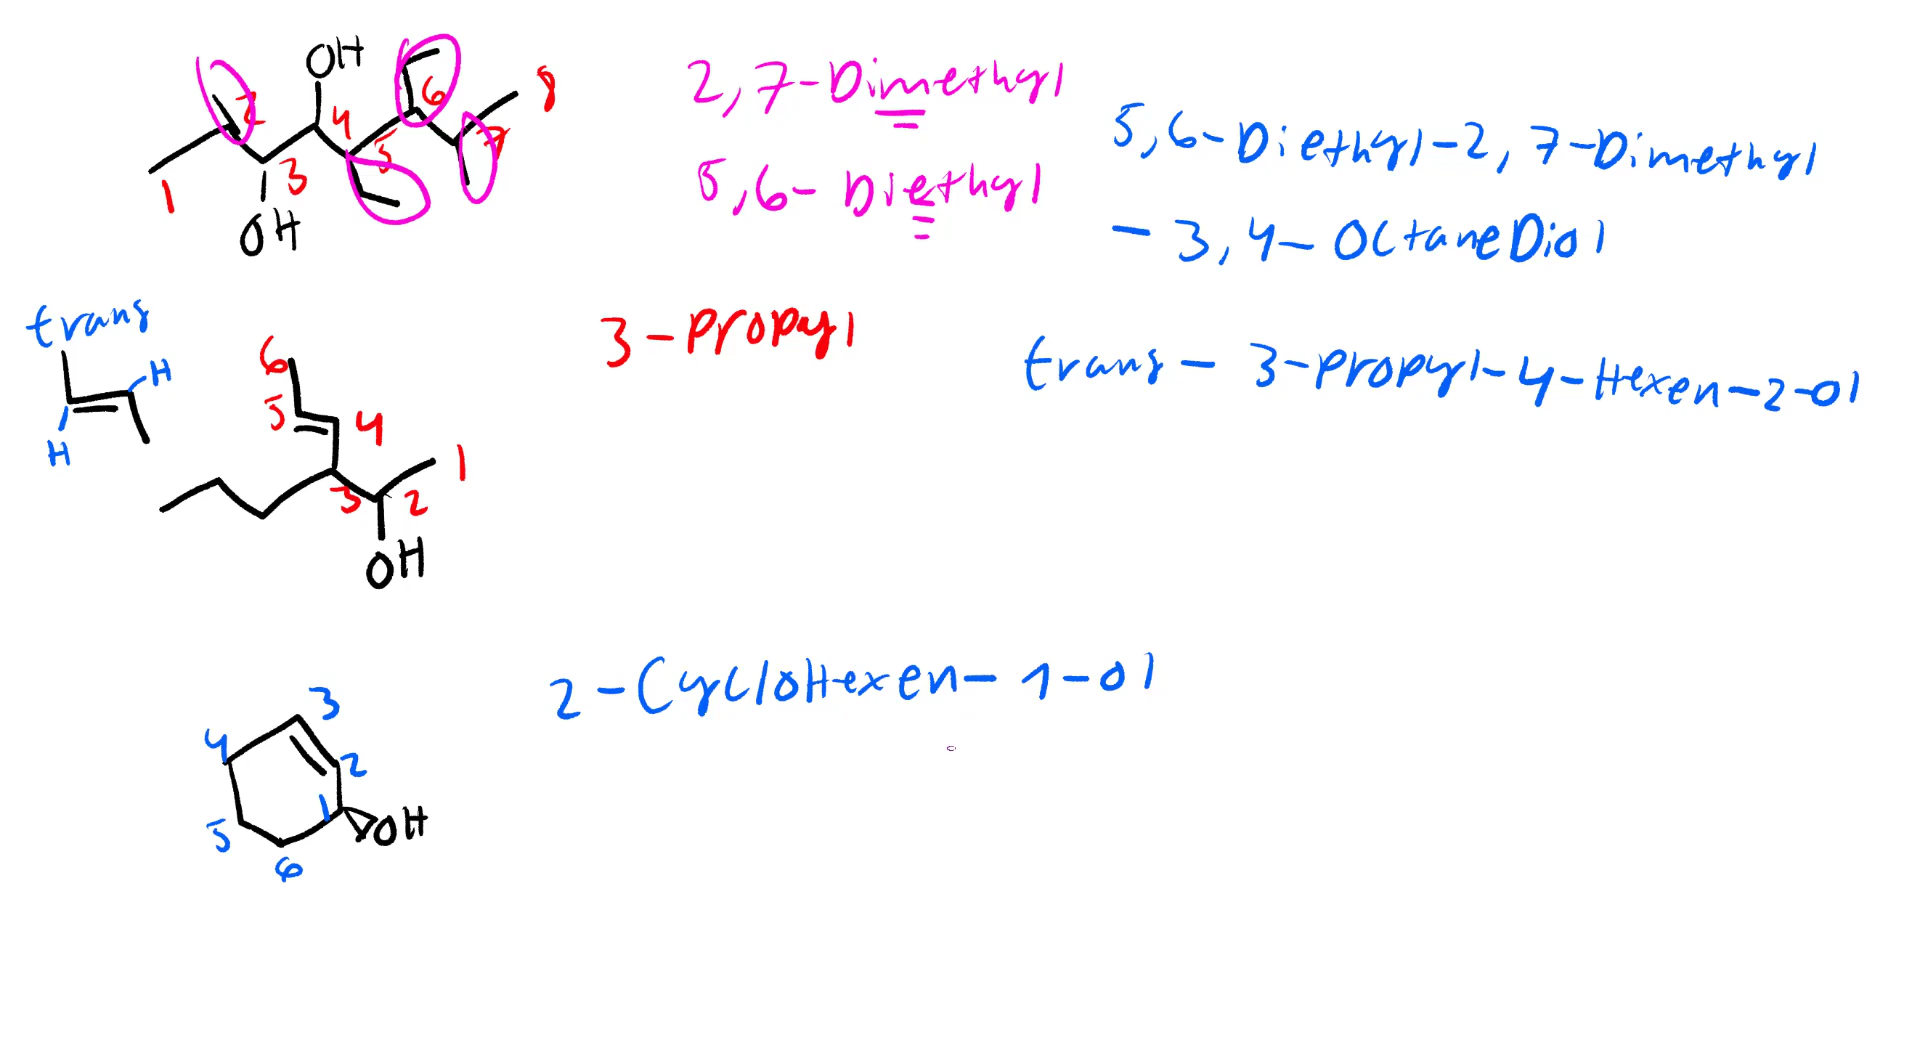 OH
2 4 5 6 7 8
1 3
OH
2,7-Dimethyl
5,6-Diethyl
5,6-Diethyl-2,7-Dimethyl
- 3,4-OctaneDiol
trans
H
H
6
5 4
3 2 1
OH
3-Propyl
trans - 3-Propyl-4-Hexen-2-ol
2-CycloHexen-1-ol
3
4 2
1
5 OH
6